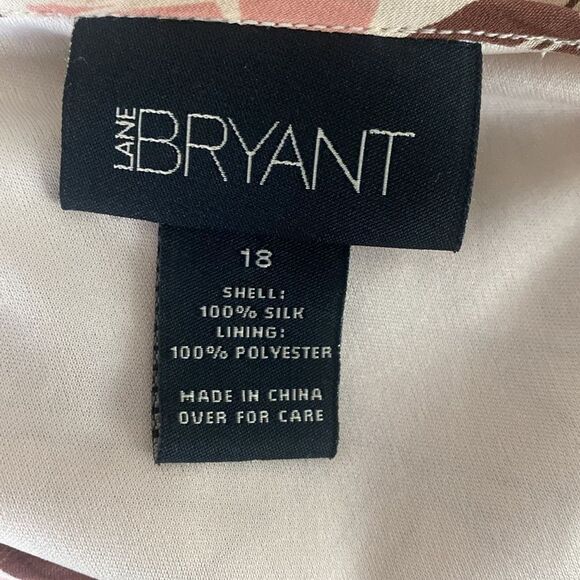 LANE BRYANT
18
SHELL:
100% SILK
LINING:
100% POLYESTER
MADE IN CHINA
OVER FOR CARE